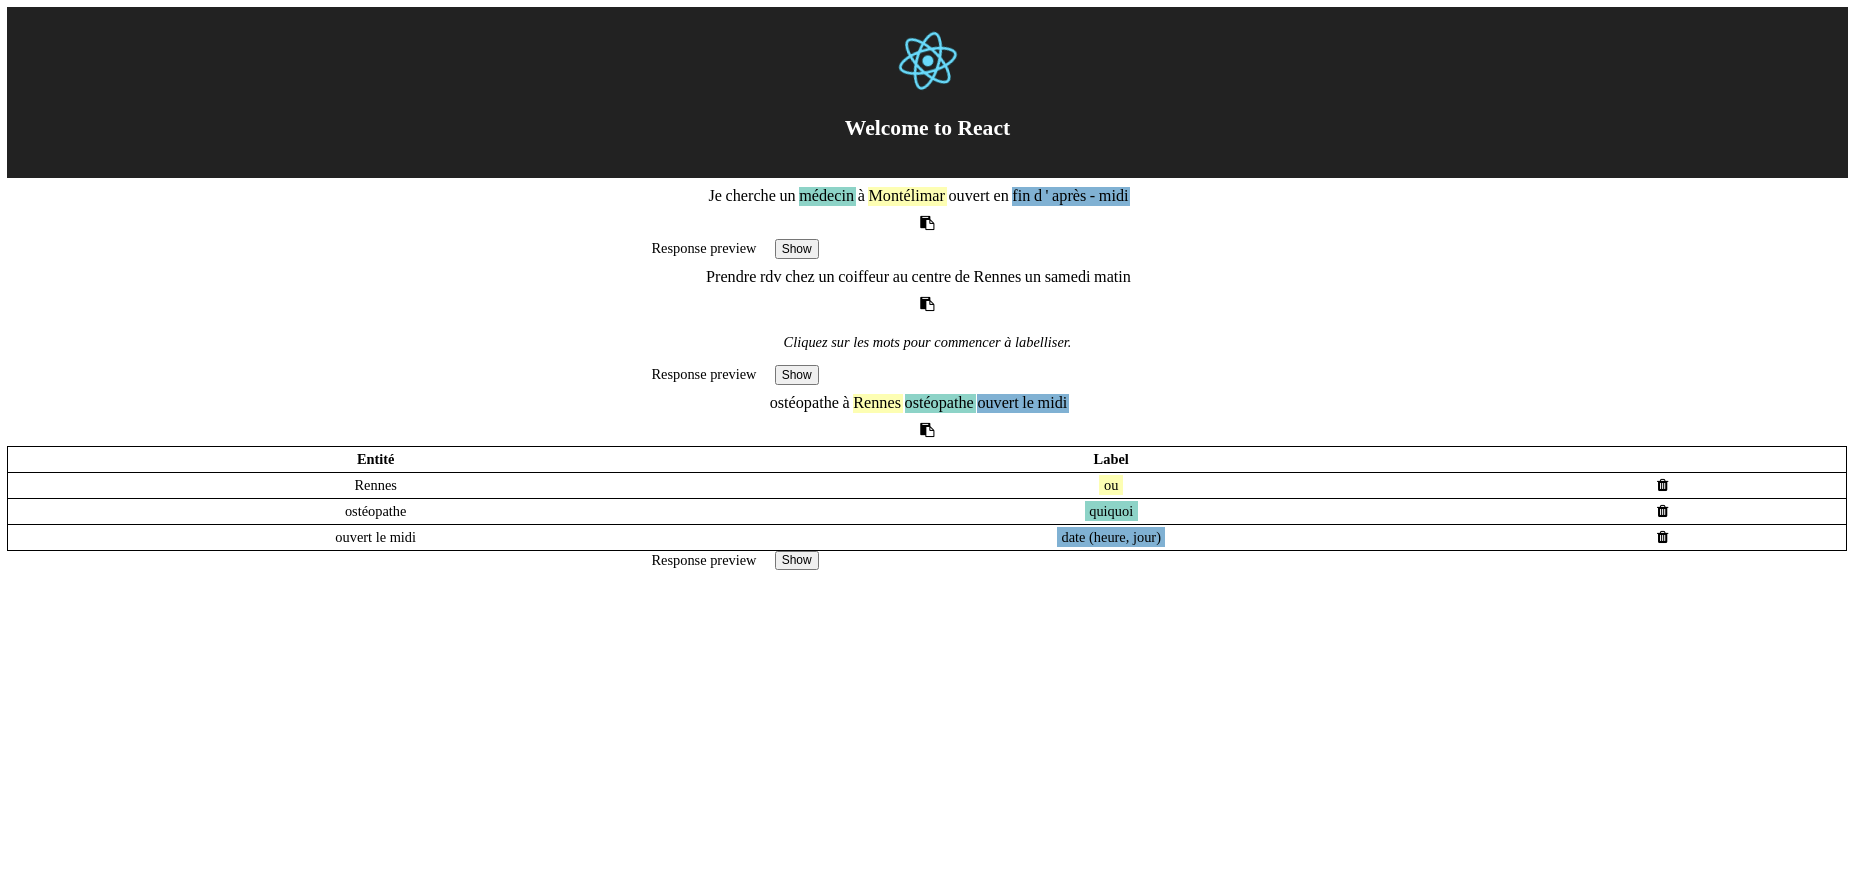 Welcome to React
Je cherche un médecin à Montélimar ouvert en fin d ' après - midi
Response preview Show
Prendre rdv chez un coiffeur au centre de Rennes un samedi matin
Cliquez sur les mots pour commencer à labelliser.
Response preview Show
ostéopathe à Rennes ostéopathe ouvert le midi
Entité Label
Rennes ou
ostéopathe quiquoi
ouvert le midi date (heure, jour)
Response preview Show